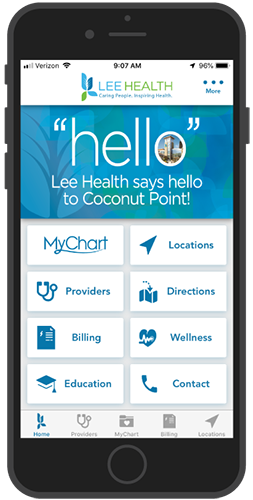 Verizon 9:07 AM 96%
LEE HEALTH
Caring People. Inspiring Health.
More
"hello"
Lee Health says hello
to Coconut Point!
MyChart Locations
Providers Directions
Billing Wellness
Education Contact
Home Providers MyChart Billing Locations